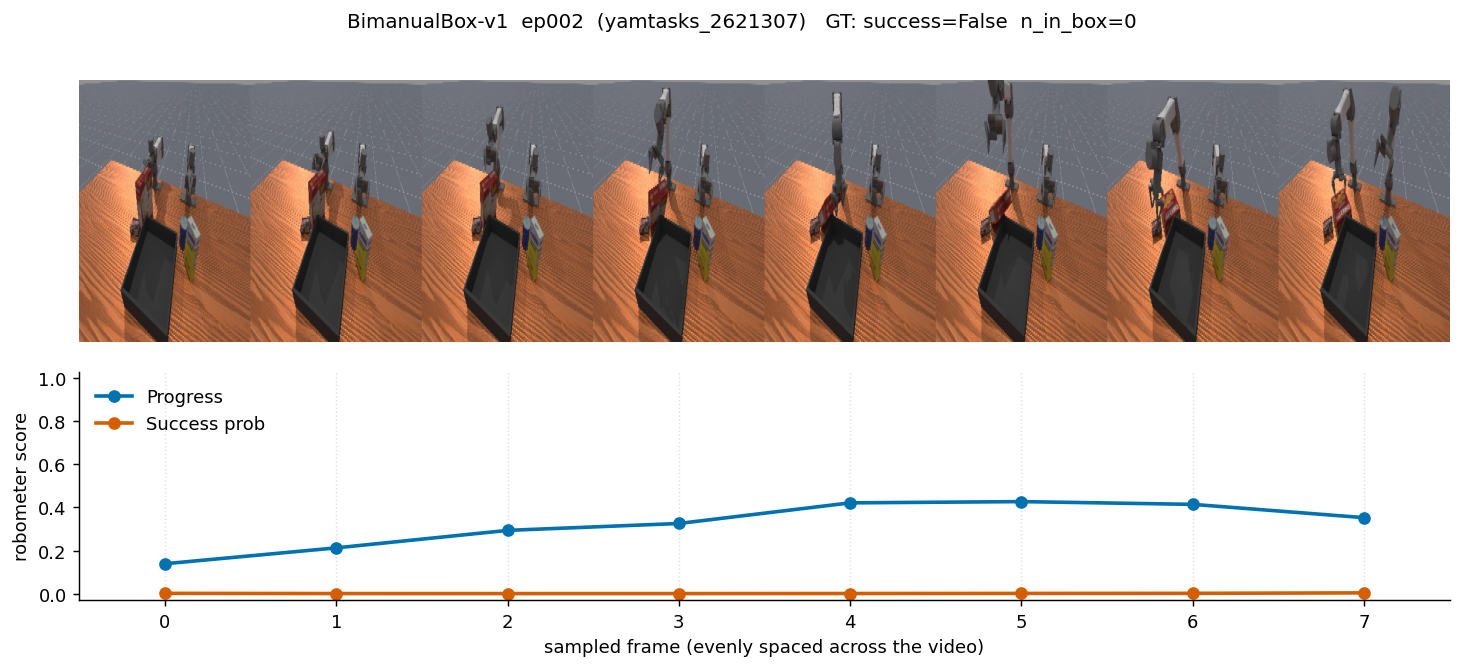 BimanualBox-v1  ep002  (yamtasks_2621307)   GT: success=False  n_in_box=0
1.0
0.8
0.6
0.4
0.2
0.0
robometer score
Progress
Success prob
0 1 2 3 4 5 6 7
sampled frame (evenly spaced across the video)